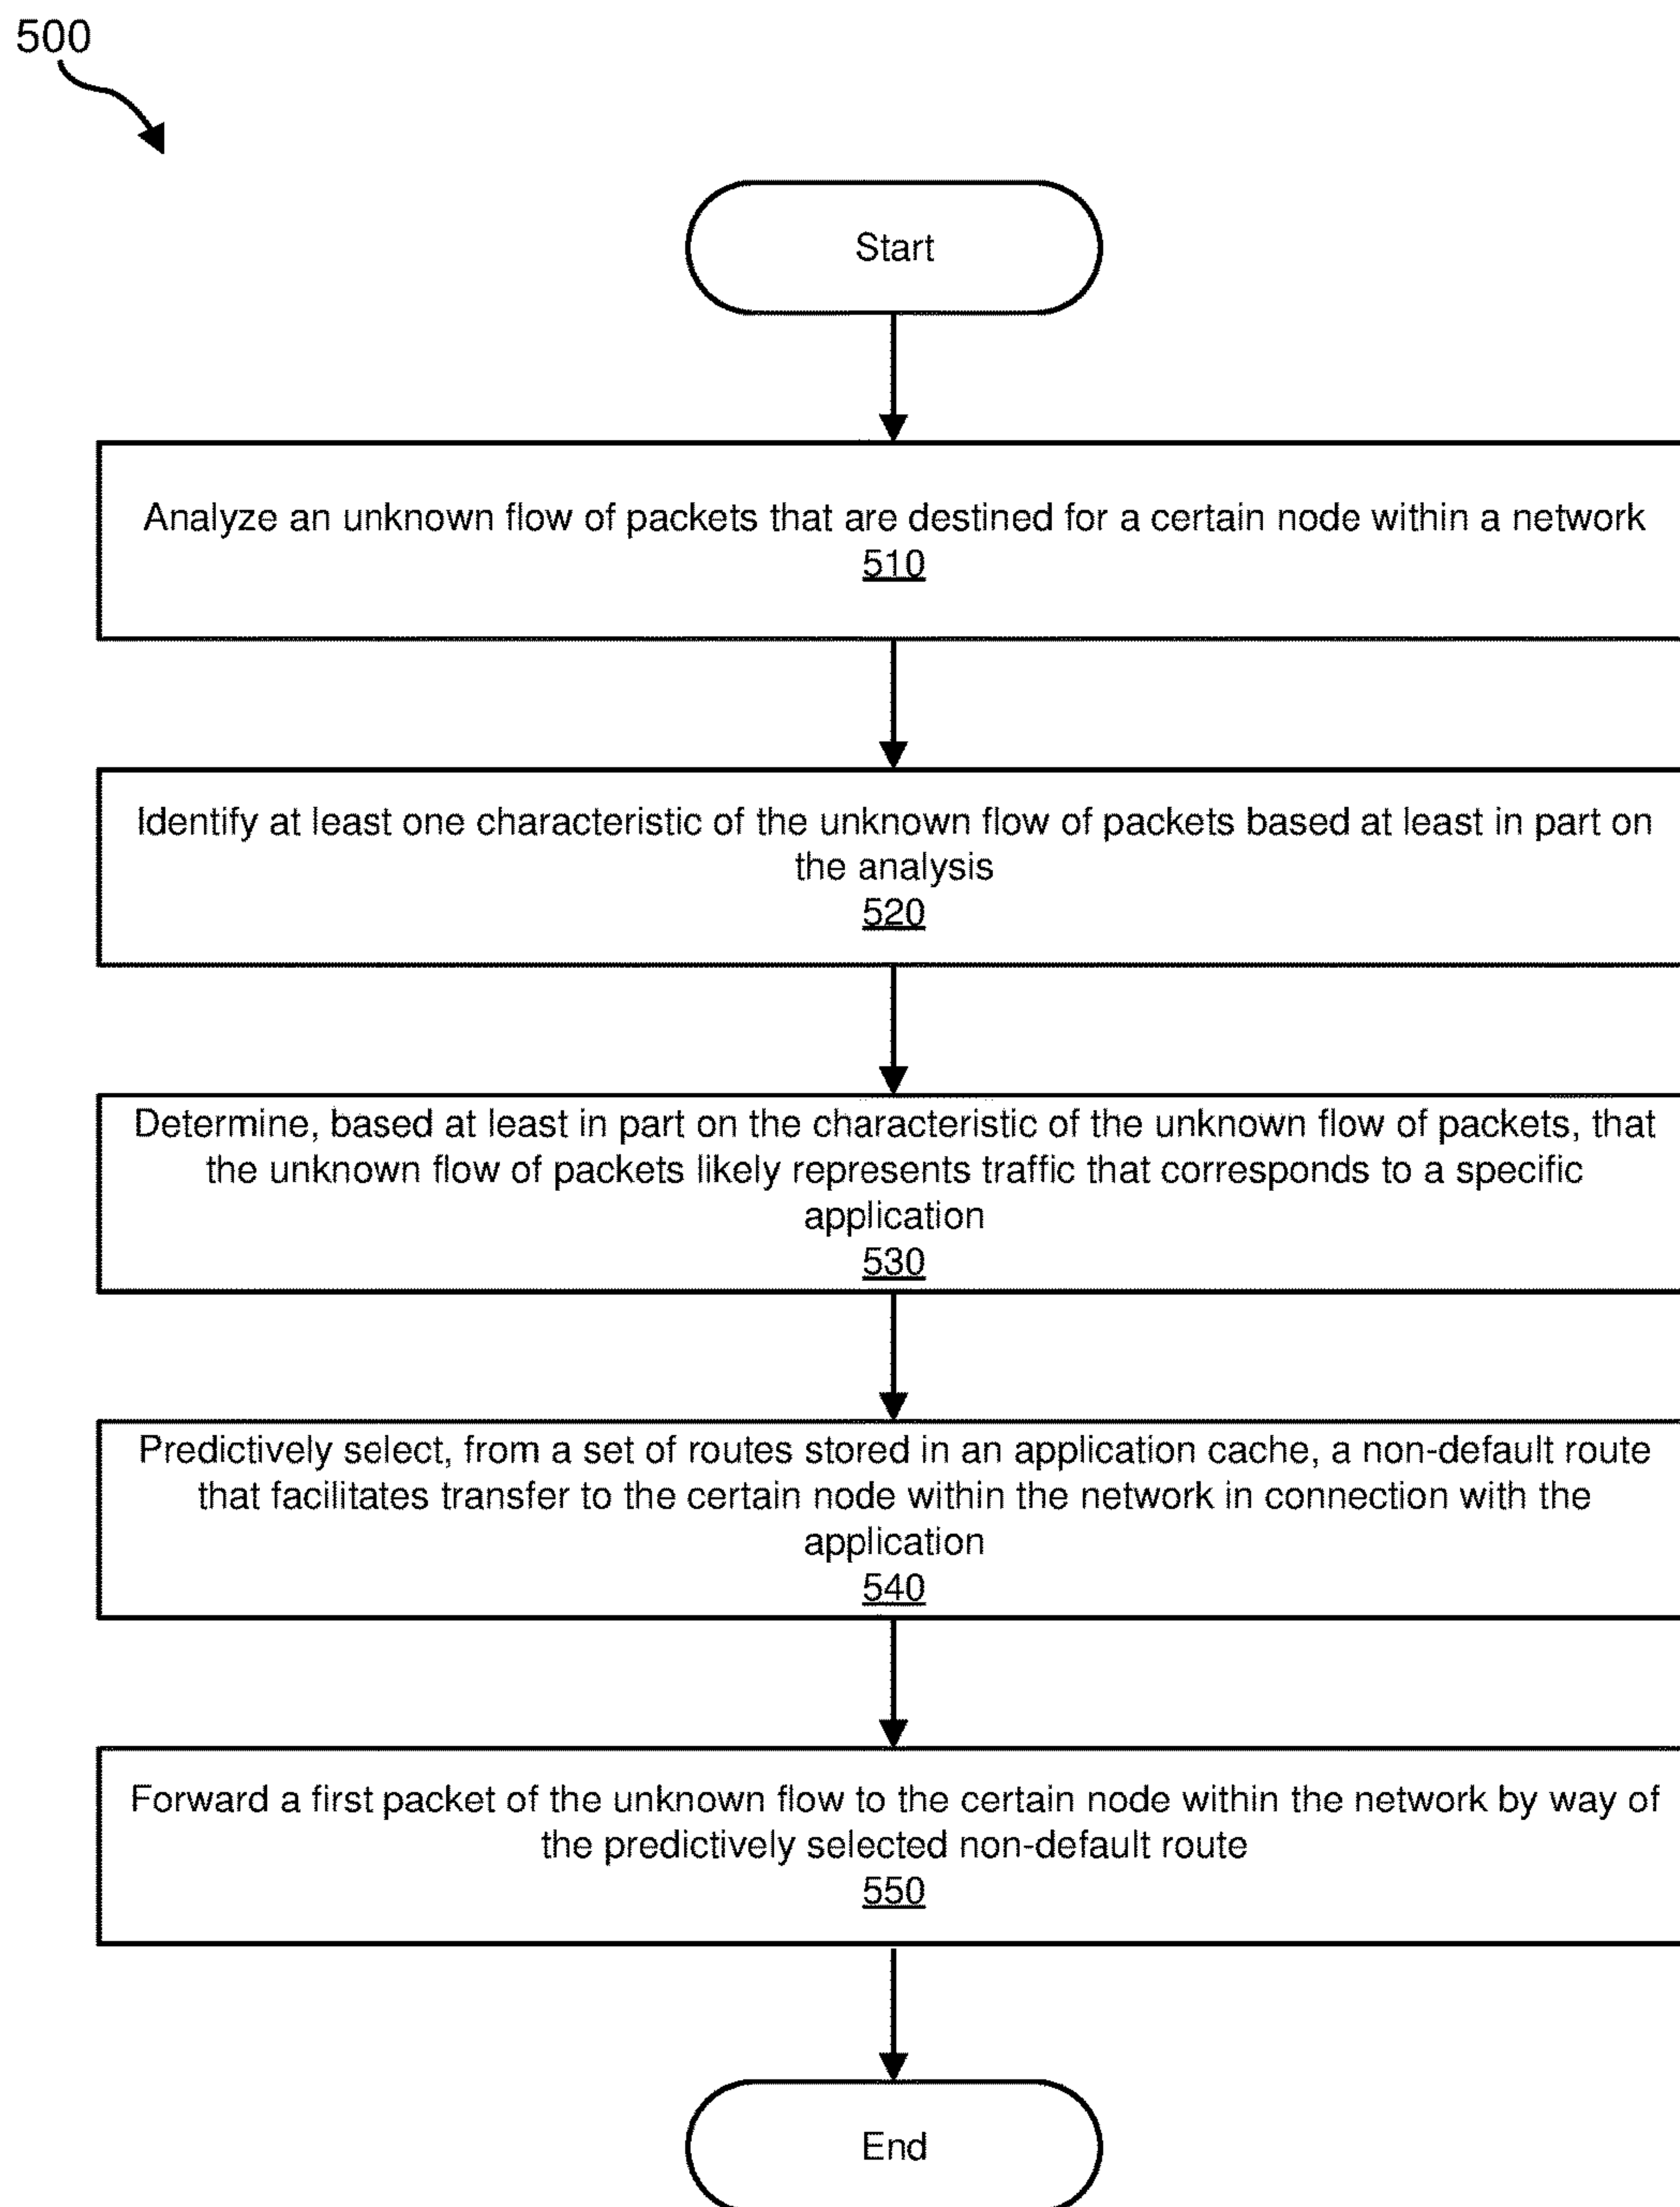 500
Start
Analyze an unknown flow of packets that are destined for a certain node within a network
510
Identify at least one characteristic of the unknown flow of packets based at least in part on
the analysis
520
Determine, based at least in part on the characteristic of the unknown flow of packets, that
the unknown flow of packets likely represents traffic that corresponds to a specific
application
530
Predictively select, from a set of routes stored in an application cache, a non-default route
that facilitates transfer to the certain node within the network in connection with the
application
540
Forward a first packet of the unknown flow to the certain node within the network by way of
the predictively selected non-default route
550
End